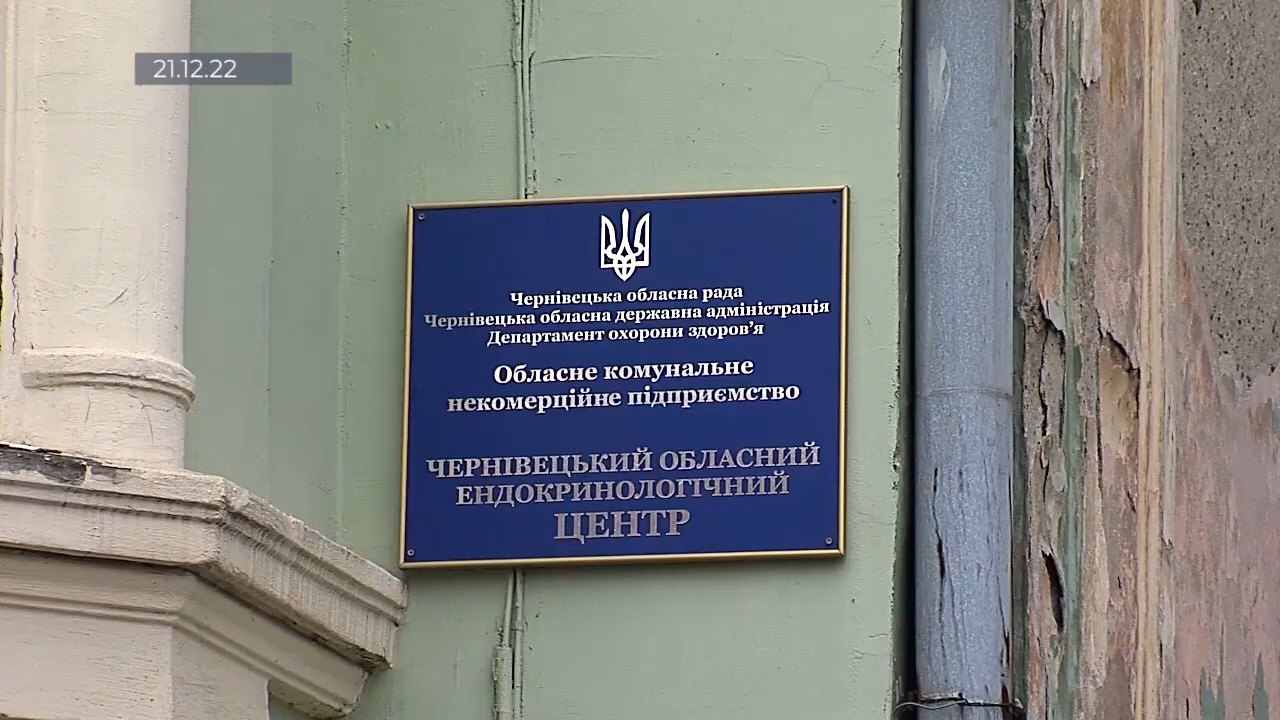 21.12.22
Чернівецька обласна рада
Чернівецька обласна державна адміністрація
Департамент охорони здоров'я
Обласне комунальне
некомерційне підприємство
ЧЕРНІВЕЦЬКИЙ ОБЛАСНИЙ
ЕНДОКРИНОЛОГІЧНИЙ
ЦЕНТР